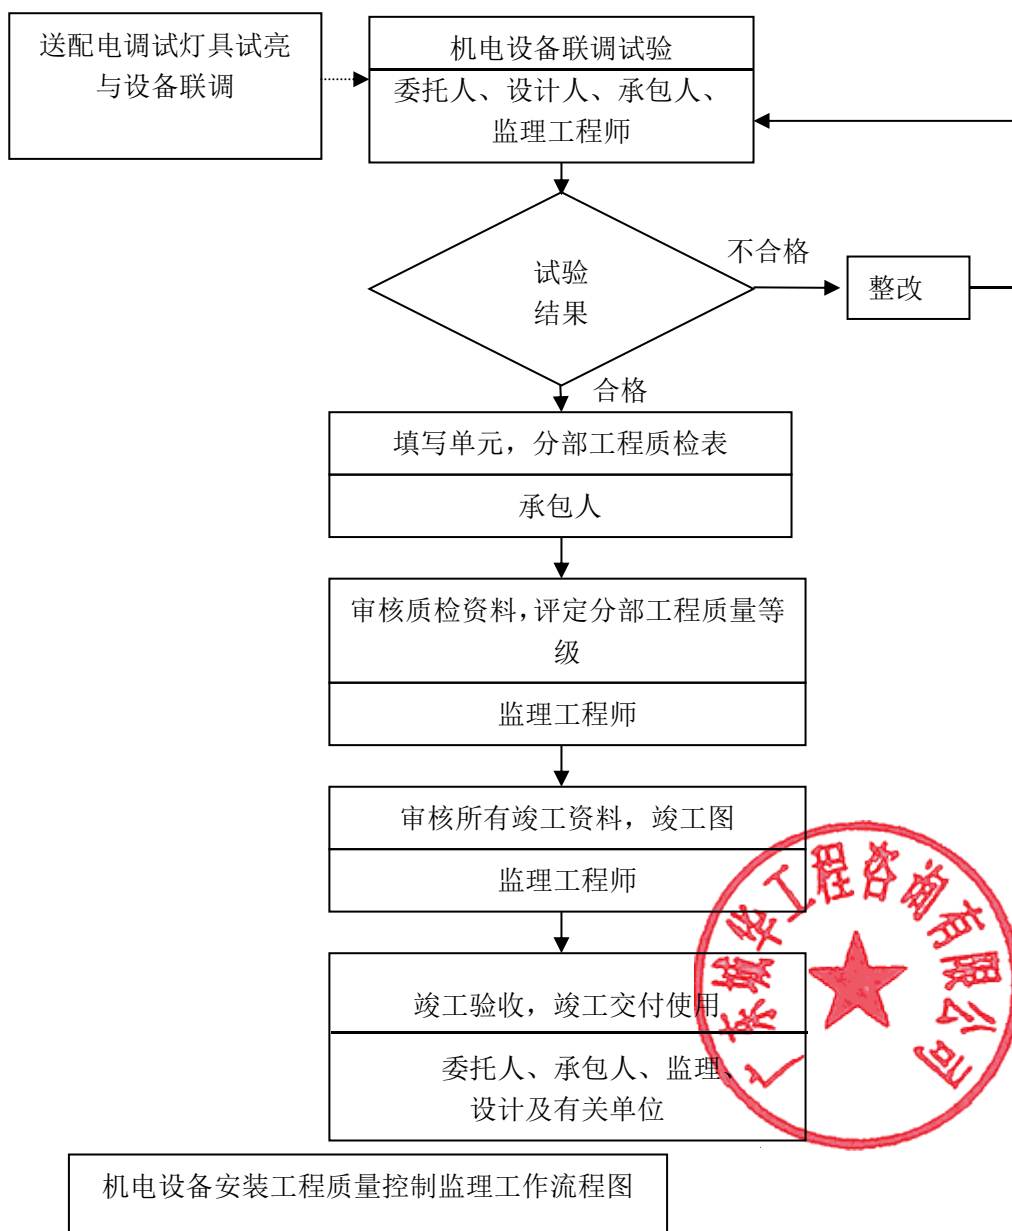 送配电调试灯具试亮
与设备联调
机电设备联调试验
委托人、设计人、承包人、
监理工程师
试验
结果
不合格
整改
合格
填写单元，分部工程质检表
承包人
审核质检资料，评定分部工程质量等
级
监理工程师
审核所有竣工资料，竣工图
监理工程师
竣工验收，竣工交付使用
委托人、承包人、监理、
设计及有关单位
广东城华工程咨询有限公司
机电设备安装工程质量控制监理工作流程图